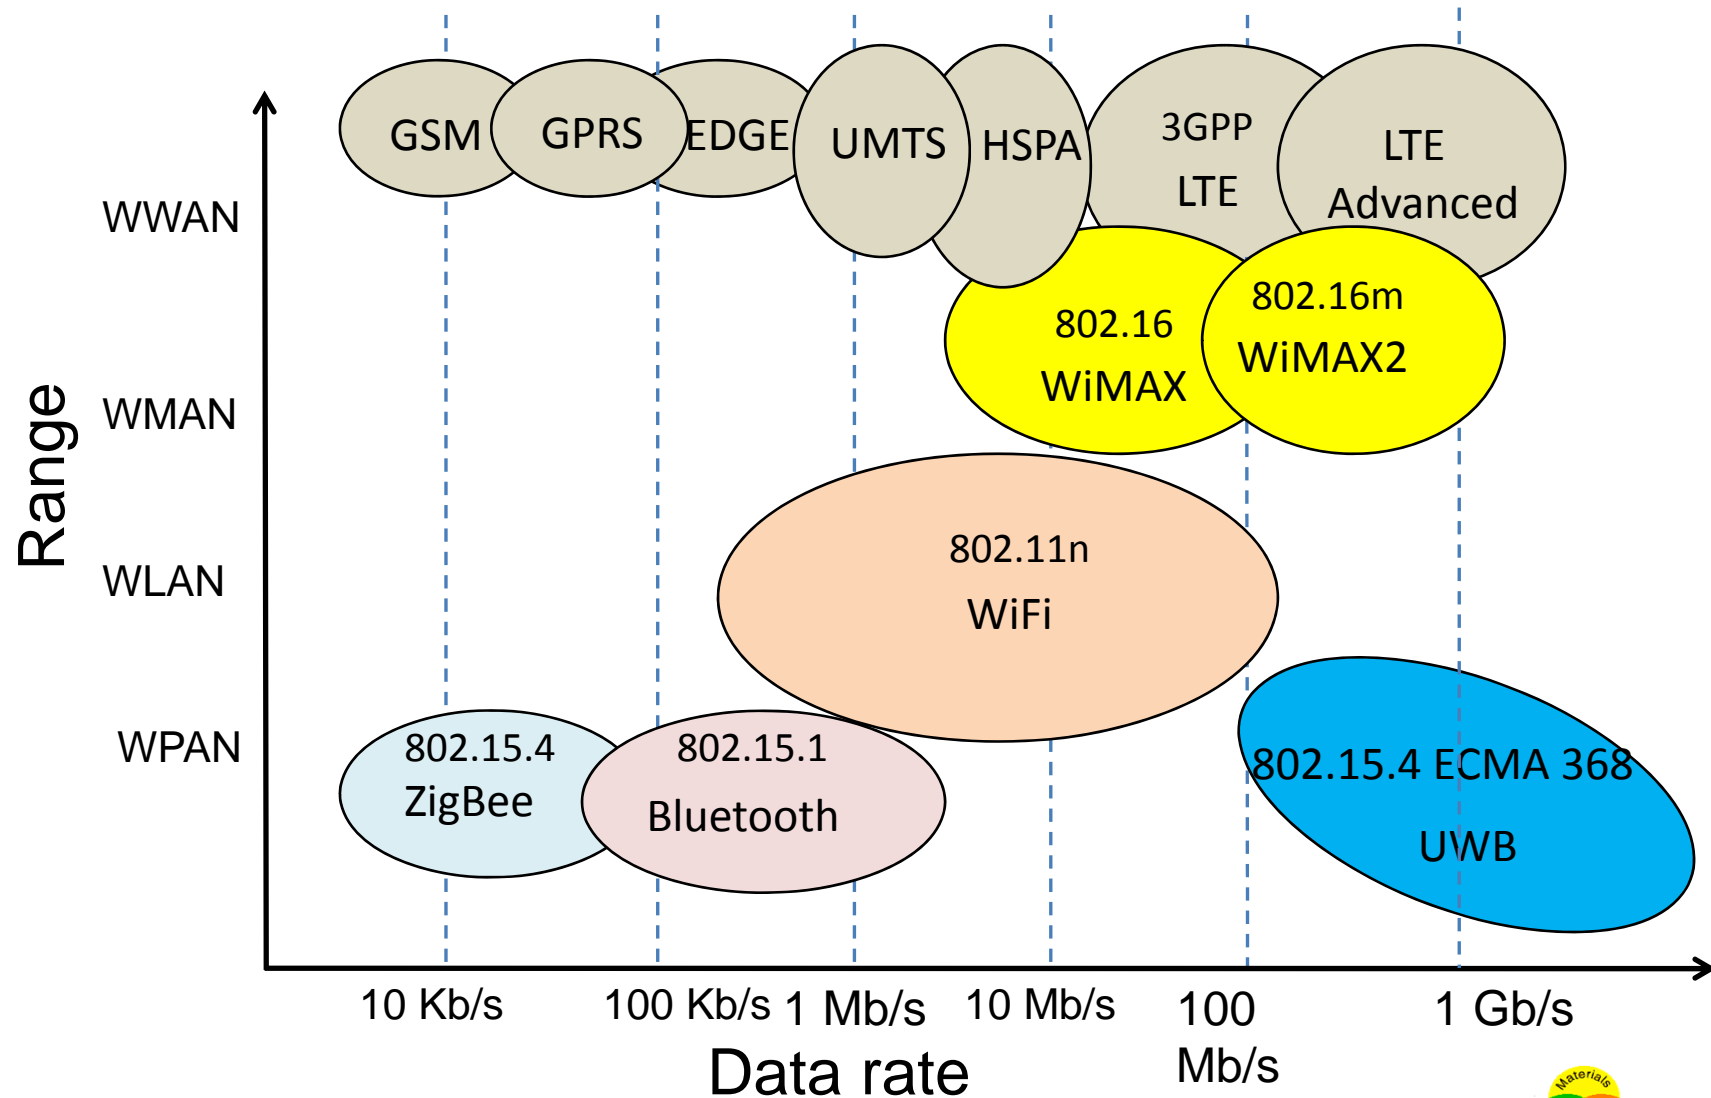 GSM
GPRS
EDGE
UMTS
HSPA
3GPP
LTE
LTE
Advanced
WWAN
802.16
WiMAX
802.16m
WiMAX2
WMAN
Range
802.11n
WiFi
WLAN
WPAN
802.15.4
ZigBee
802.15.1
Bluetooth
802.15.4 ECMA 368
UWB
10 Kb/s
100 Kb/s
1 Mb/s
10 Mb/s
100
Mb/s
1 Gb/s
Data rate
Materials